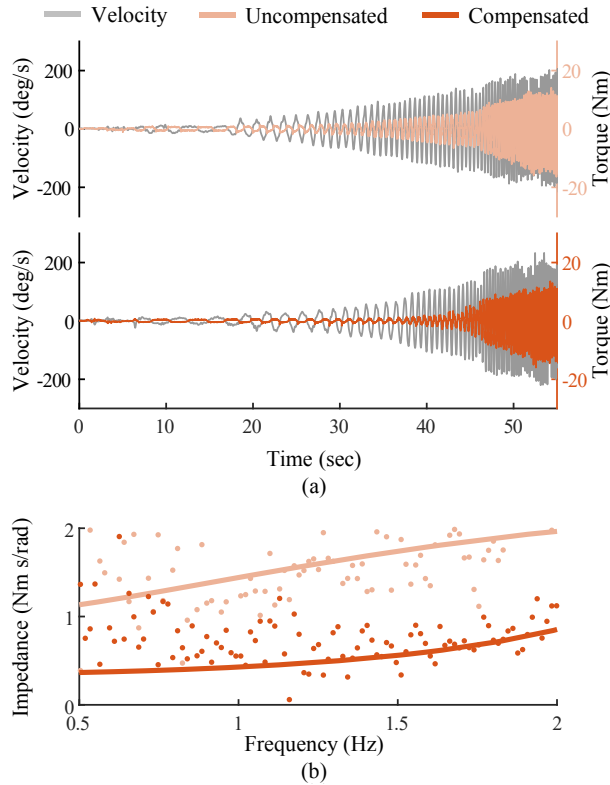 Velocity Uncompensated Compensated
200
0
-200
Velocity (deg/s)
20
0
-20
Torque (Nm)
200
0
-200
Velocity (deg/s)
20
0
-20
Torque (Nm)
0 10 20 30 40 50
Time (sec)
(a)
2
1
0
Impedance (Nm s/rad)
0.5 1 1.5 2
Frequency (Hz)
(b)